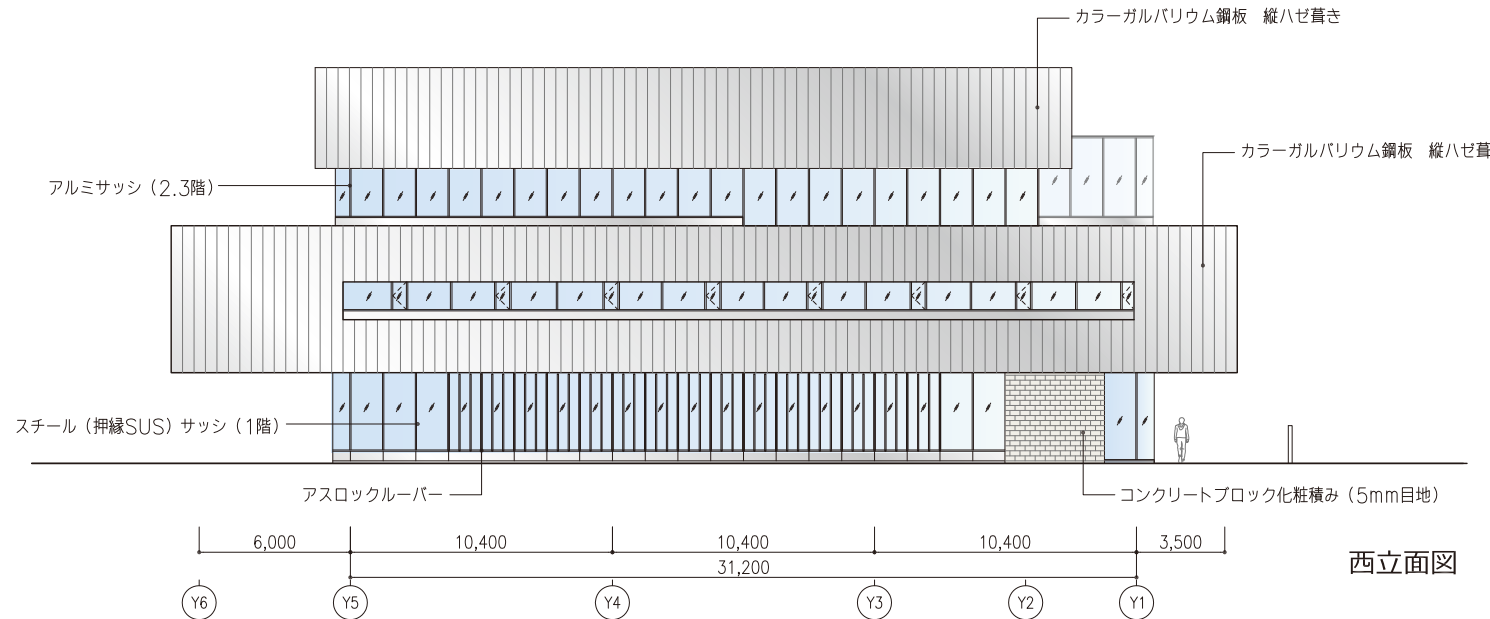 カラーガルバリウム鋼板　縦ハゼ葺き
カラーガルバリウム鋼板　縦ハゼ葺
アルミサッシ（2.3階）
スチール（押縁SUS）サッシ（1階）
アスロックルーバー
コンクリートブロック化粧積み（5mm目地）
6,000 10,400 10,400 10,400 3,500
31,200
西立面図
Y6 Y5 Y4 Y3 Y2 Y1